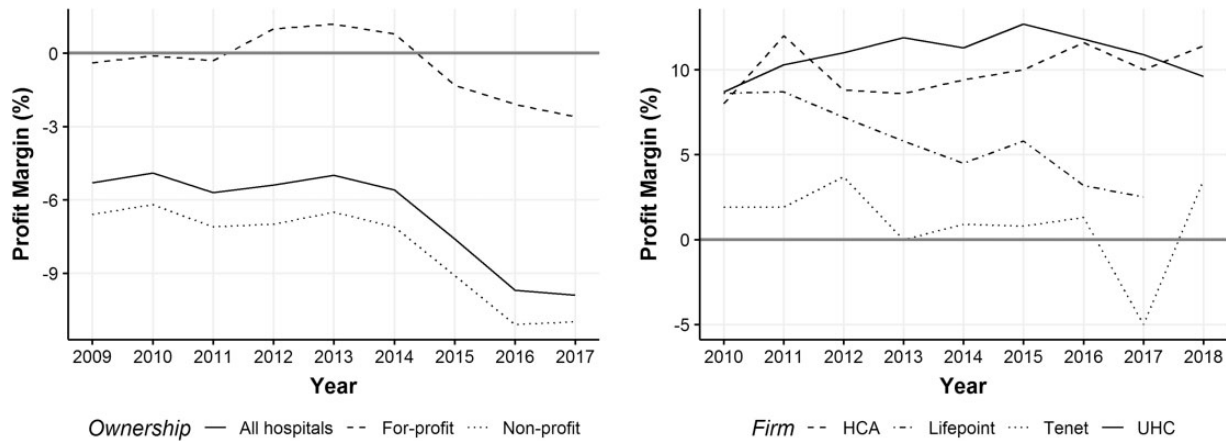 Profit Margin (%)
0
-3
-6
-9
2009 2010 2011 2012 2013 2014 2015 2016 2017
Year
Ownership All hospitals For-profit Non-profit
Profit Margin (%)
10
5
0
-5
2010 2011 2012 2013 2014 2015 2016 2017 2018
Year
Firm HCA Lifepoint Tenet UHC